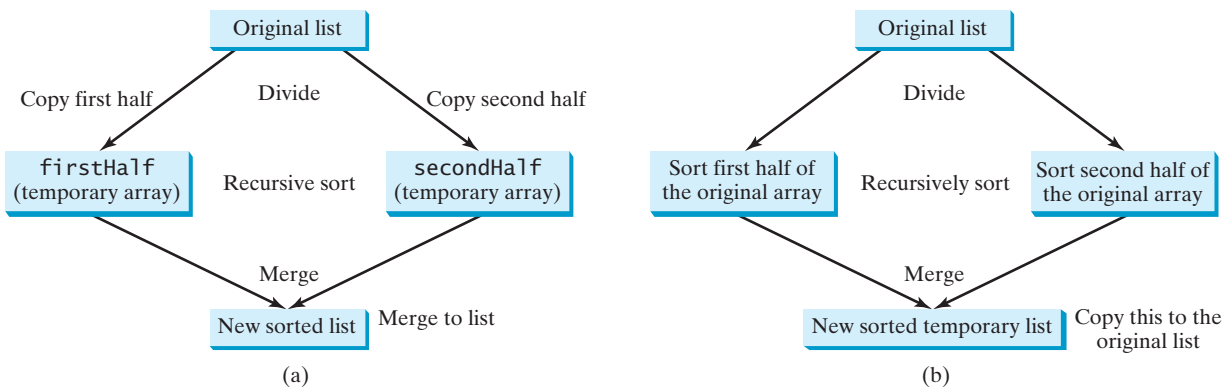 Original list
Copy first half
Divide
Copy second half
firstHalf
(temporary array)
Recursive sort
secondHalf
(temporary array)
Merge
New sorted list
Merge to list
(a)
Original list
Divide
Sort first half of
the original array
Recursively sort
Sort second half of
the original array
Merge
New sorted temporary list
Copy this to the
original list
(b)